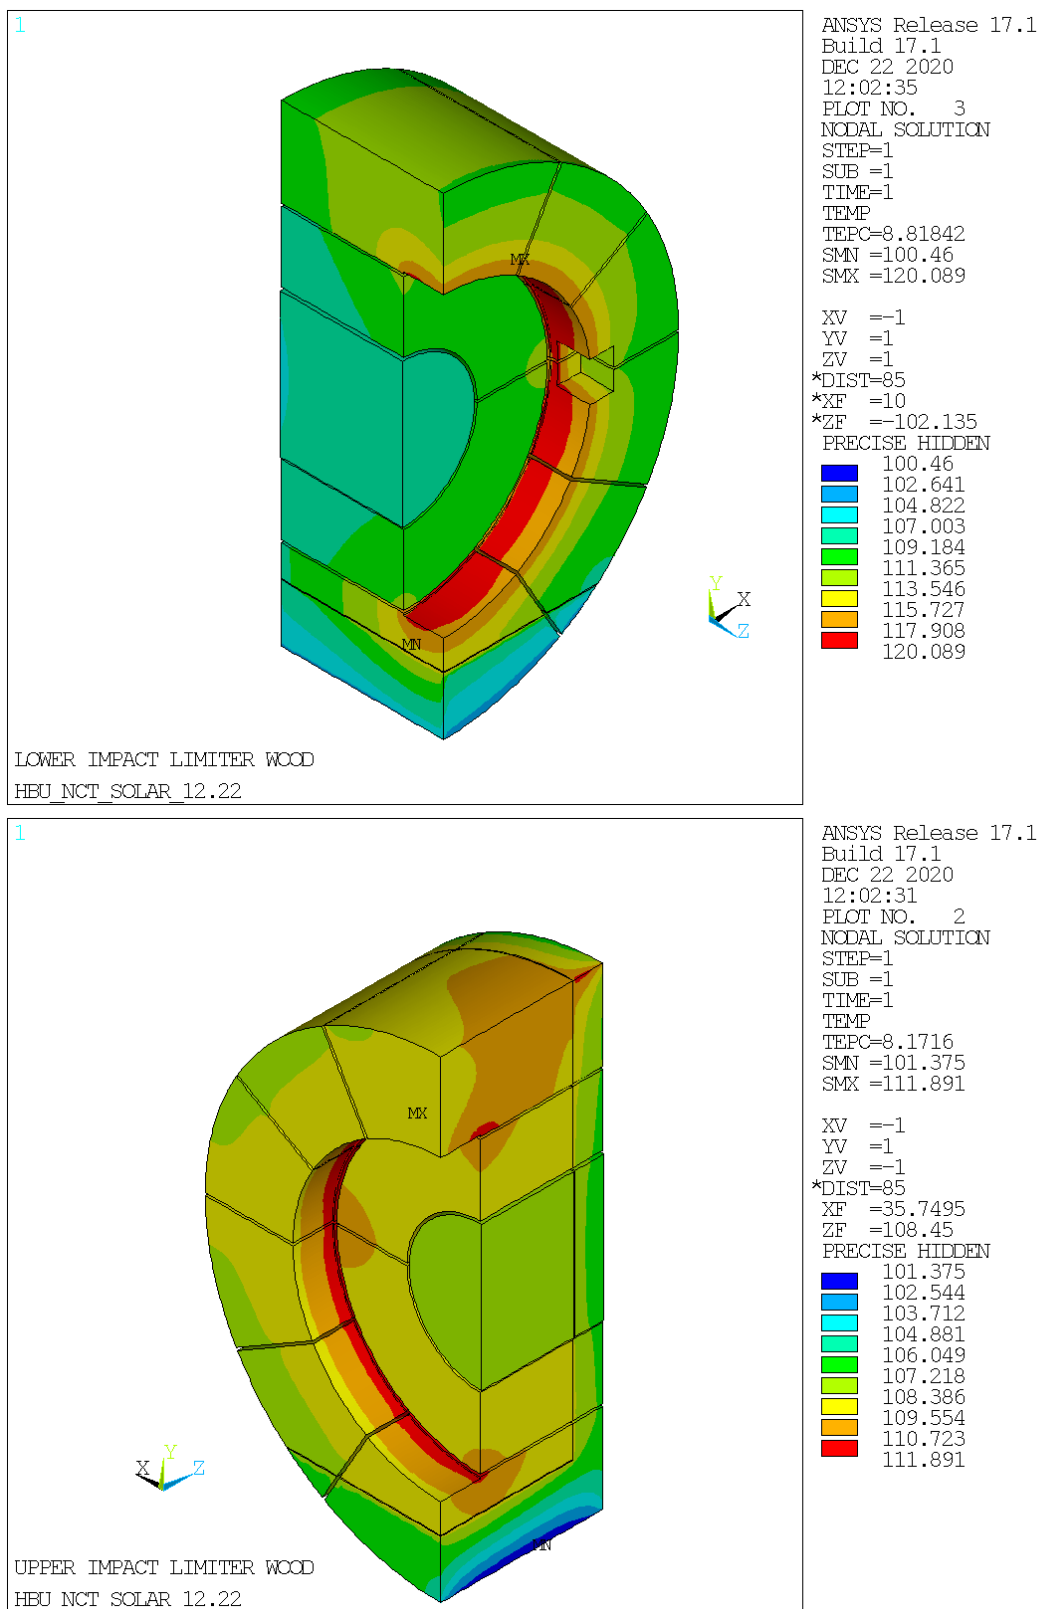 1
ANSYS Release 17.1
Build 17.1
DEC 22 2020
12:02:35
PLOT NO. 3
NODAL SOLUTION
STEP=1
SUB =1
TIME=1
TEMP
TEPC=8.81842
SMN =100.46
SMX =120.089
XV =-1
YV =1
ZV =1
*DIST=85
*XF =10
*ZF =-102.135
PRECISE HIDDEN
100.46
102.641
104.822
107.003
109.184
111.365
113.546
115.727
117.908
120.089
MX
MN
Y
X
Z
LOWER IMPACT LIMITER WOOD
HBU_NCT_SOLAR_12.22
1
ANSYS Release 17.1
Build 17.1
DEC 22 2020
12:02:31
PLOT NO. 2
NODAL SOLUTION
STEP=1
SUB =1
TIME=1
TEMP
TEPC=8.1716
SMN =101.375
SMX =111.891
XV =-1
YV =1
ZV =-1
*DIST=85
XF =35.7495
ZF =108.45
PRECISE HIDDEN
101.375
102.544
103.712
104.881
106.049
107.218
108.386
109.554
110.723
111.891
MX
MN
Y
X
Z
UPPER IMPACT LIMITER WOOD
HBU NCT SOLAR 12.22